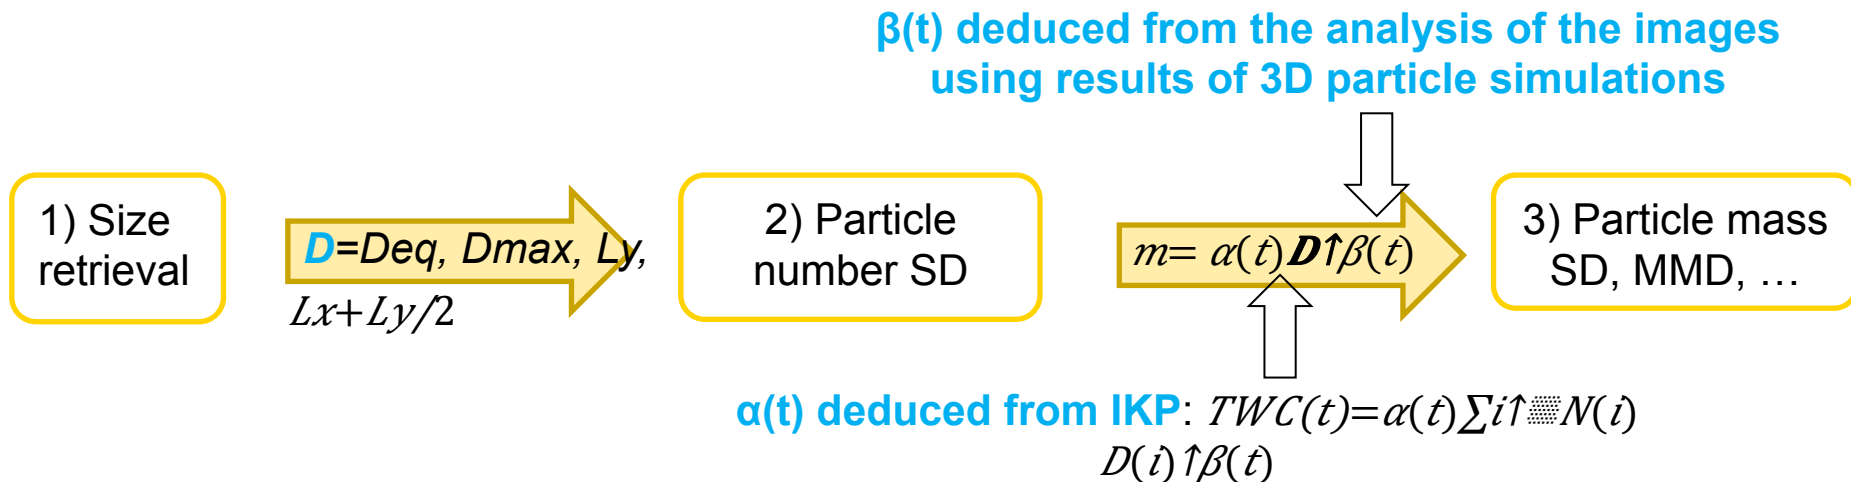 β(t) deduced from the analysis of the images
using results of 3D particle simulations
1) Size
retrieval
D=Deq, Dmax, Ly,
Lx+Ly/2
2) Particle
number SD
m= α(t)D↑β(t)
3) Particle mass
SD, MMD, …
α(t) deduced from IKP: TWC(t)=α(t)∑i↑▒N(i)
D(i)↑β(t)